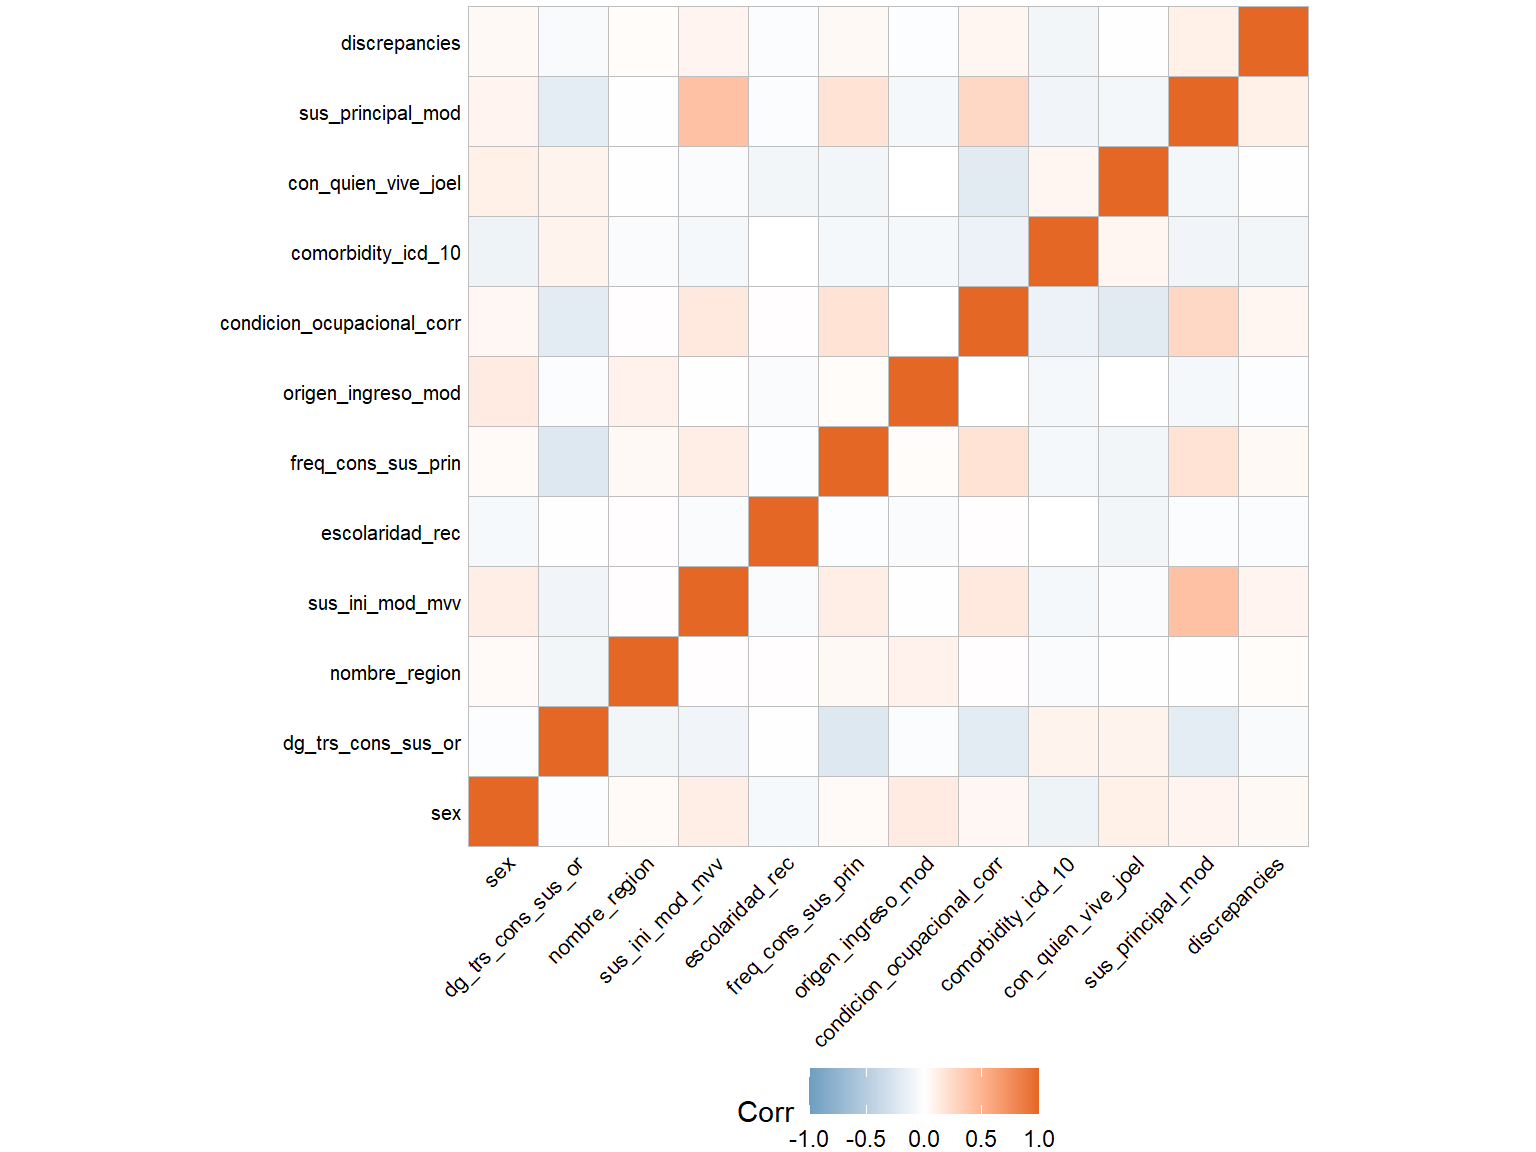 discrepancies
sus_principal_mod
con_quien_vive_joel
comorbidity_icd_10
condicion_ocupacional_corr
origen_ingreso_mod
freq_cons_sus_prin
escolaridad_rec
sus_ini_mod_mvv
nombre_region
dg_trs_cons_sus_or
sex
sex
dg_trs_cons_sus_or
nombre_region
sus_ini_mod_mvv
escolaridad_rec
freq_cons_sus_prin
origen_ingreso_mod
condicion_ocupacional_corr
comorbidity_icd_10
con_quien_vive_joel
sus_principal_mod
discrepancies
Corr
-1.0 -0.5 0.0 0.5 1.0